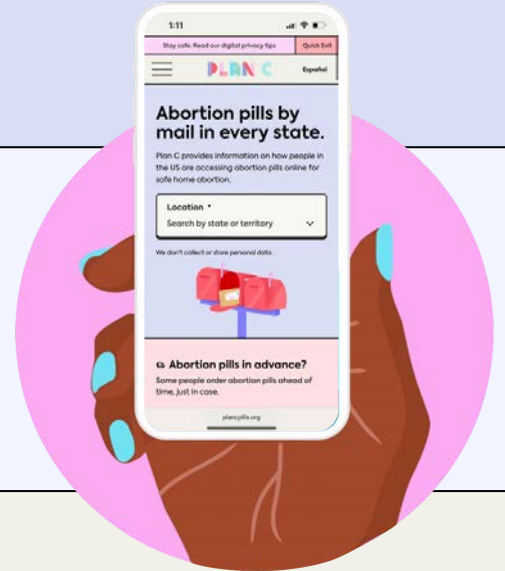 1:11
Stay safe. Read our digital privacy tips
Quick Exit
PLAN C
Español
Abortion pills by
mail in every state.
Plan C provides information on how people in
the US are accessing abortion pills online for
safe home abortion.
Location *
Search by state or territory
We don't collect or store personal data.
Abortion pills in advance?
Some people order abortion pills ahead of
time, just in case.
plancpills.org